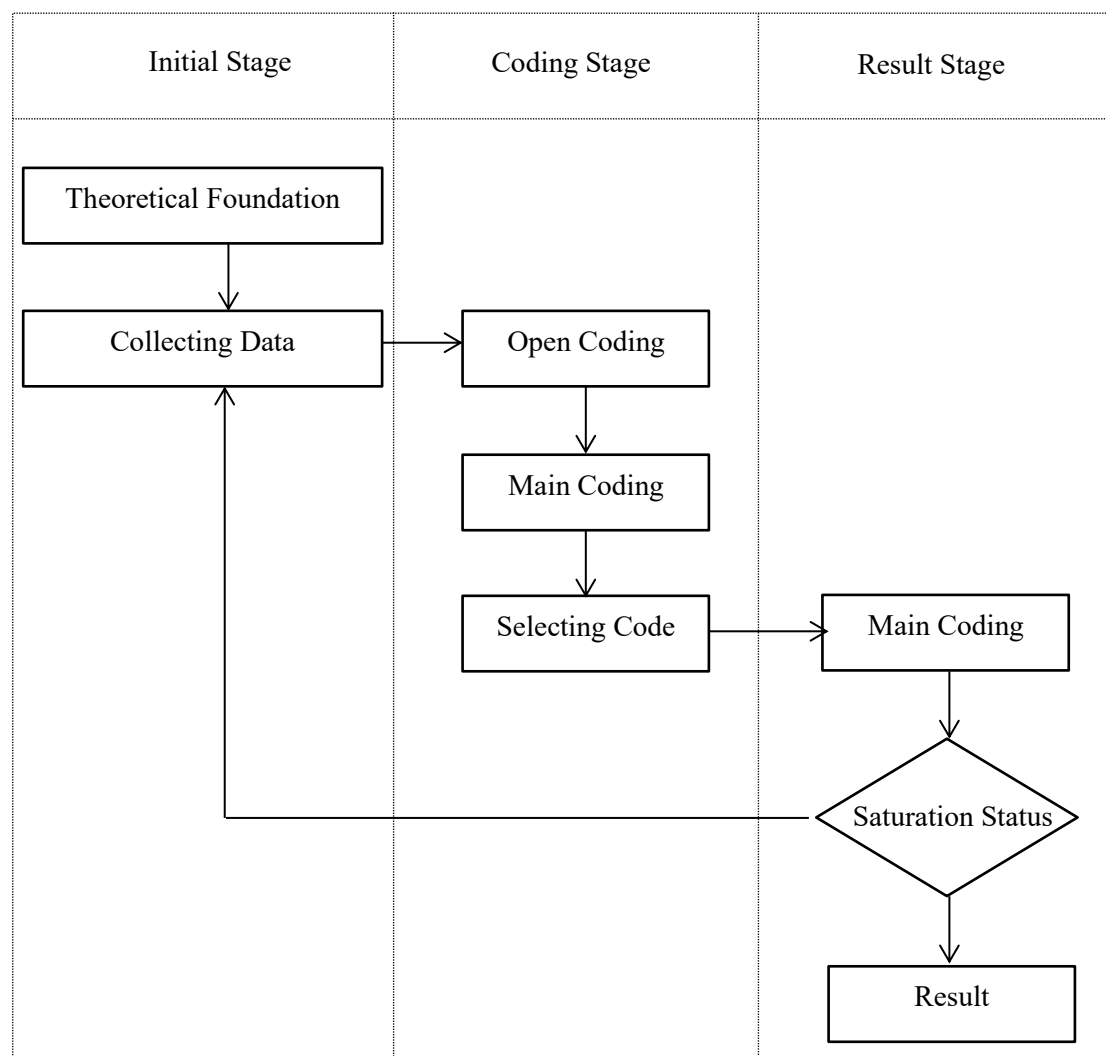 Initial Stage
Coding Stage
Result Stage
Theoretical Foundation
Collecting Data
Open Coding
Main Coding
Selecting Code
Main Coding
Saturation Status
Result